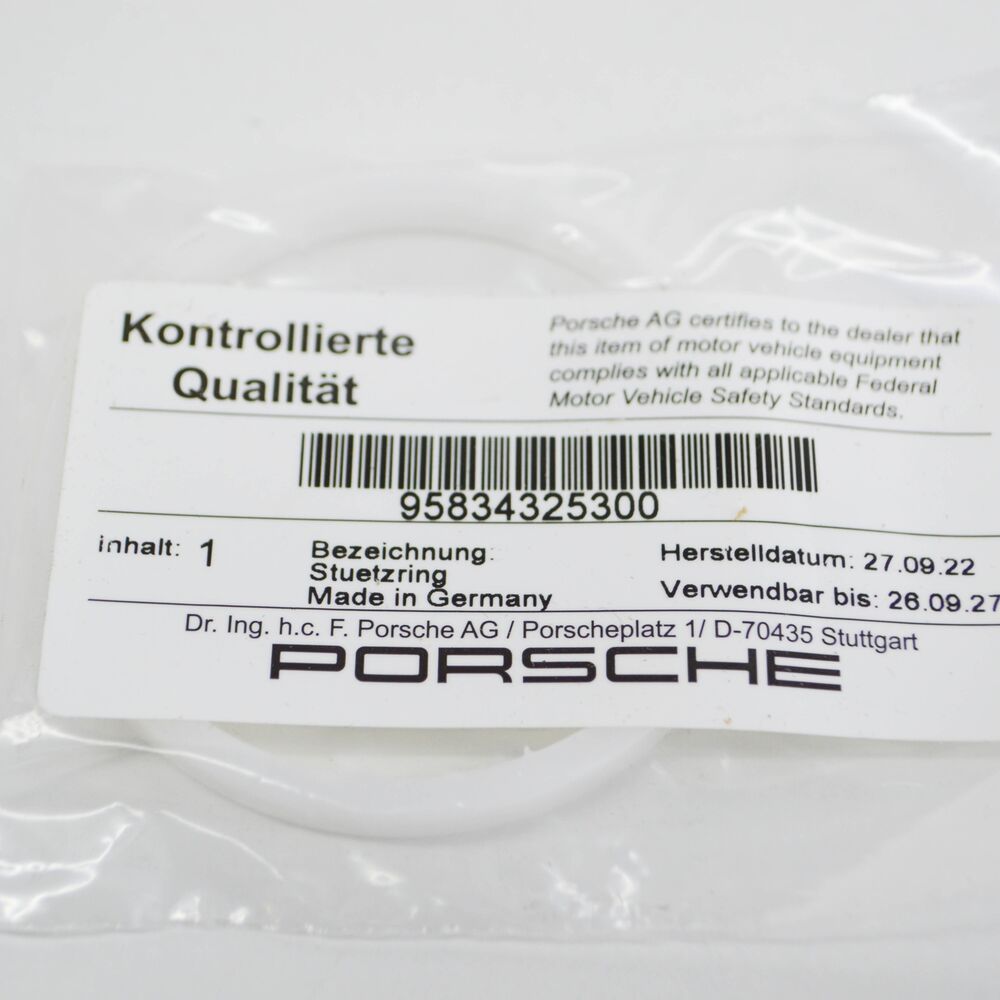 Kontrollierte
Qualität
Porsche AG certifies to the dealer that
this item of motor vehicle equipment
complies with all applicable Federal
Motor Vehicle Safety Standards.
95834325300
inhalt: 1
Bezeichnung:
Stuetzring
Made in Germany
Herstelldatum: 27.09.22
Verwendbar bis: 26.09.27
Dr. Ing. h.c. F. Porsche AG / Porscheplatz 1/ D-70435 Stuttgart
PORSCHE